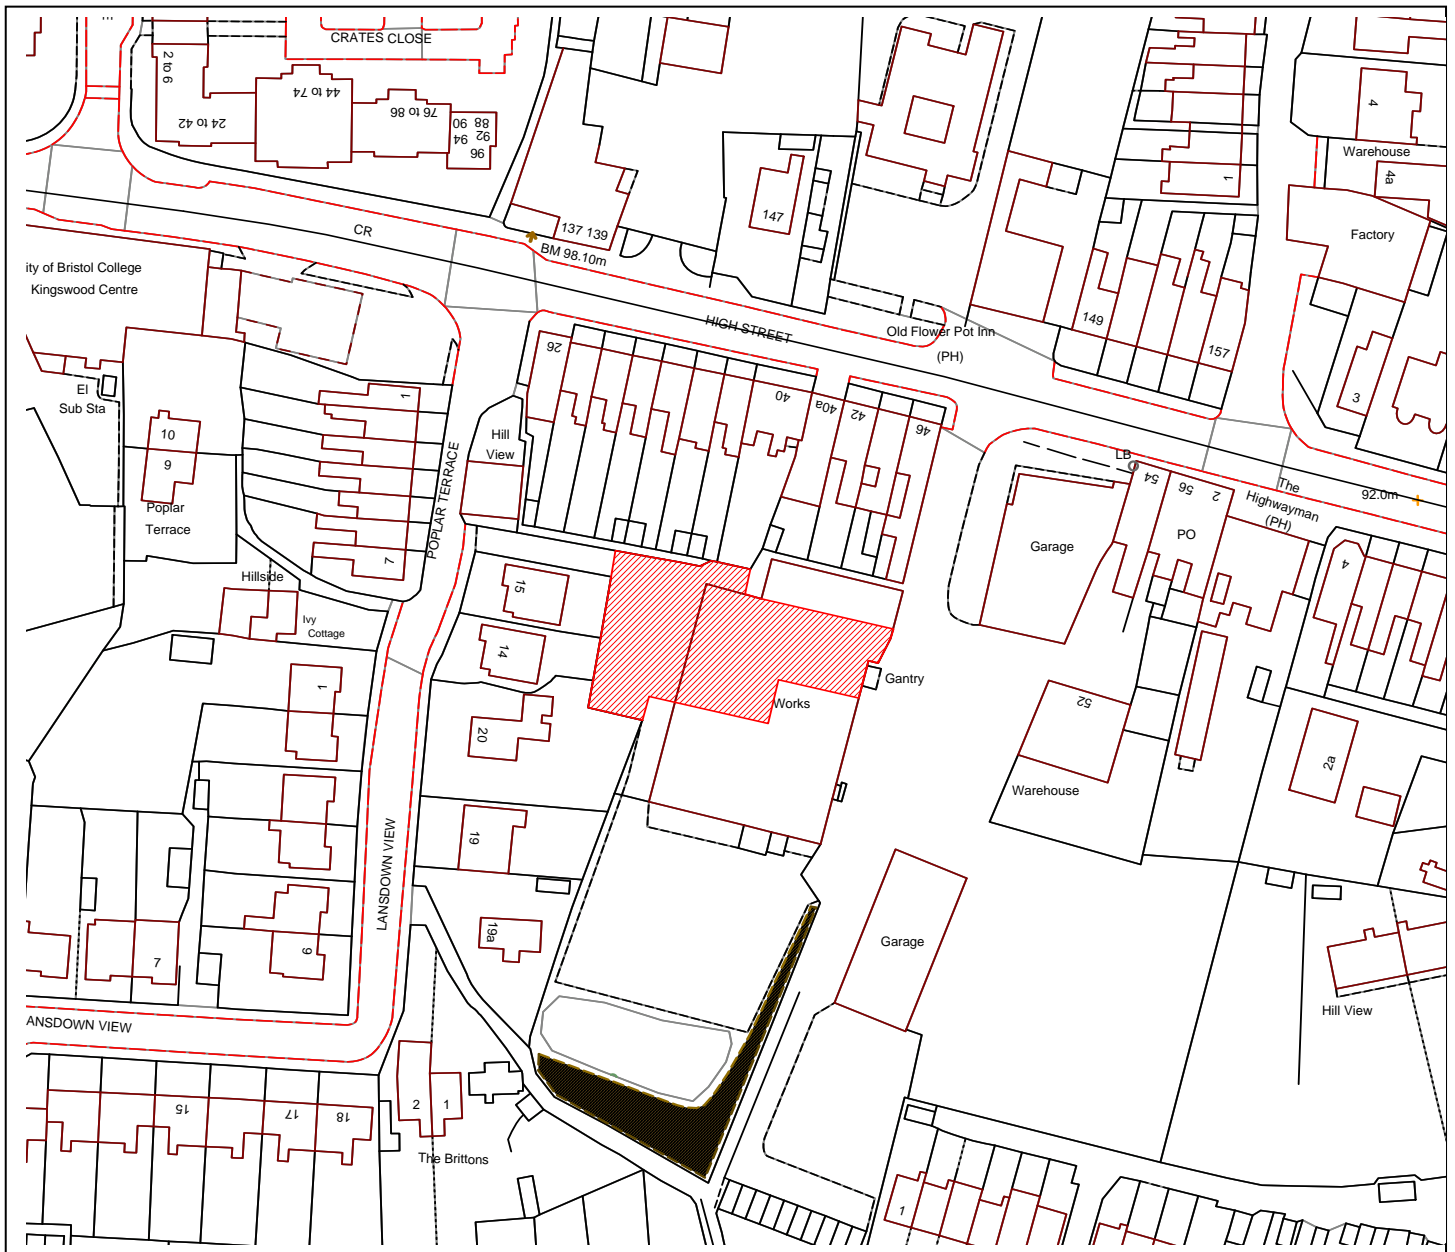 CRATES CLOSE
2 to 6
44 to 74
24 to 42
76 to 86
90 88
94 92
96
4
Warehouse
4a
1
147
137 139
CR
BM 98.10m
Factory
ity of Bristol College
Kingswood Centre
HIGH STREET
Old Flower Pot Inn
(PH)
149
157
26
El
Sub Sta
1
40
40a
42
46
3
10
9
Hill
View
POPLAR TERRACE
LB
54
56
2
The
Highwayman
(PH)
92.0m
Poplar
Terrace
Garage
PO
7
4
Hillside
15
Ivy
Cottage
14
1
Gantry
Works
52
20
2a
Warehouse
19
LANSDOWN VIEW
19a
9
7
Garage
Hill View
ANSDOWN VIEW
15
17
18
2
1
The Brittons
1